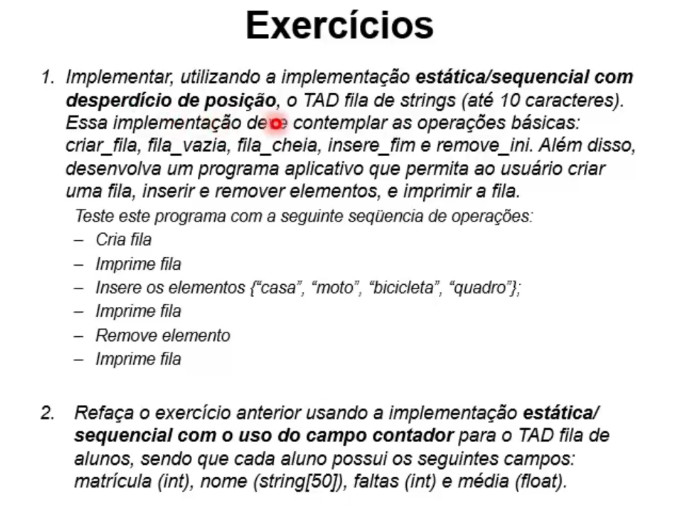 Exercícios
1. Implementar, utilizando a implementação estática/sequencial com
desperdício de posição, o TAD fila de strings (até 10 caracteres).
Essa implementação deve contemplar as operações básicas:
criar_fila, fila_vazia, fila_cheia, insere_fim e remove_ini. Além disso,
desenvolva um programa aplicativo que permita ao usuário criar
uma fila, inserir e remover elementos, e imprimir a fila.
Teste este programa com a seguinte seqüencia de operações:
– Cria fila
– Imprime fila
– Insere os elementos {"casa", "moto", "bicicleta", "quadro"};
– Imprime fila
– Remove elemento
– Imprime fila
2. Refaça o exercício anterior usando a implementação estática/
sequencial com o uso do campo contador para o TAD fila de
alunos, sendo que cada aluno possui os seguintes campos:
matrícula (int), nome (string[50]), faltas (int) e média (float).